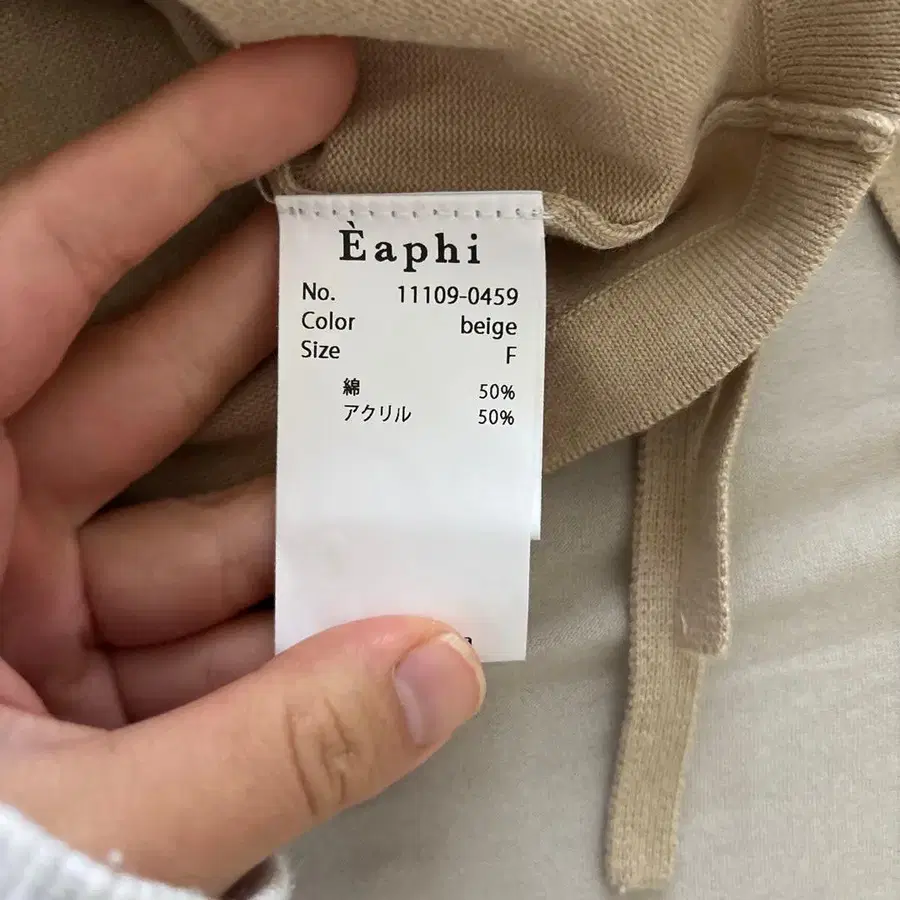 Èaphi
No. 11109-0459
Color beige
Size F
綿 50%
アクリル 50%